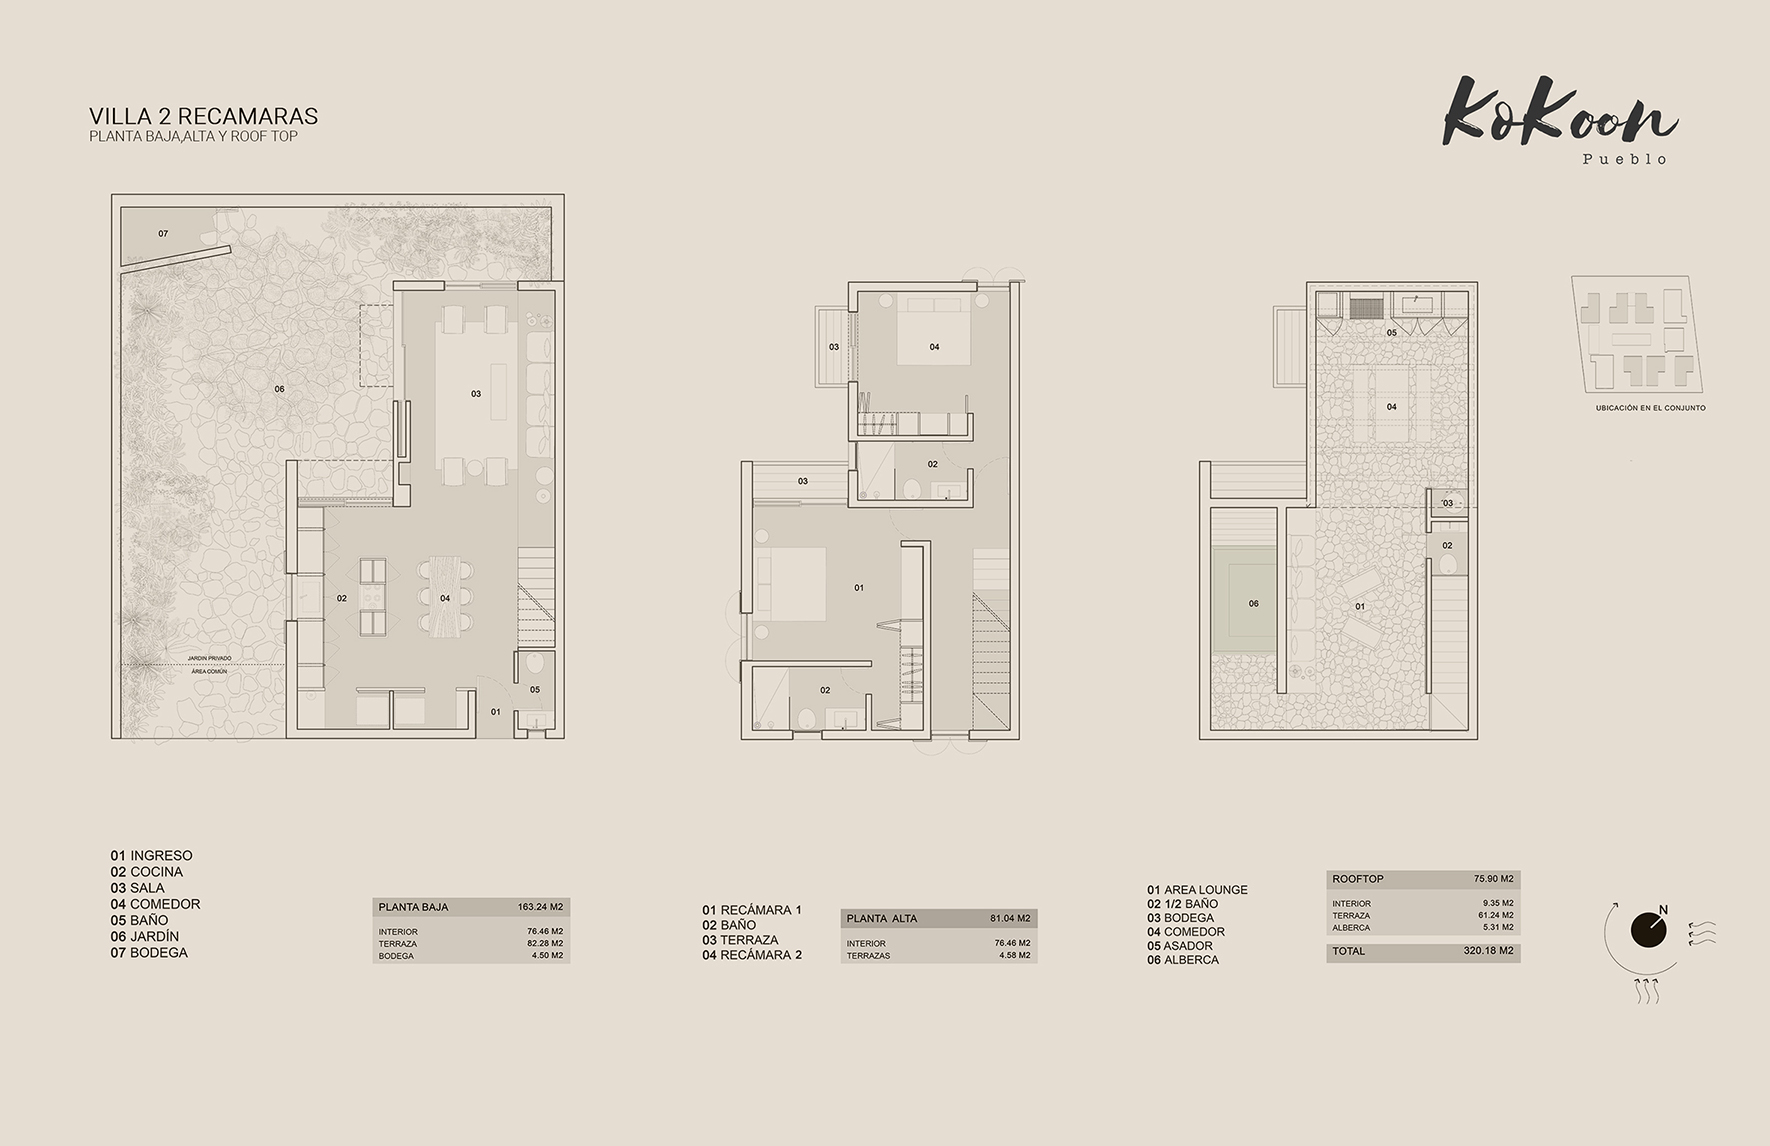 VILLA 2 RECAMARAS
PLANTA BAJA,ALTA Y ROOF TOP
KoKoon
Pueblo
07
06
03
02
04
05
01
JARDIN PRIVADO
ÁREA COMÚN
03
04
02
03
01
02
05
04
03
02
01
06
UBICACIÓN EN EL CONJUNTO
01 INGRESO
02 COCINA
03 SALA
04 COMEDOR
05 BAÑO
06 JARDÍN
07 BODEGA
PLANTA BAJA 163.24 M2
INTERIOR 76.46 M2
TERRAZA 82.28 M2
BODEGA 4.50 M2
01 RECÁMARA 1
02 BAÑO
03 TERRAZA
04 RECÁMARA 2
PLANTA ALTA 81.04 M2
INTERIOR 76.46 M2
TERRAZAS 4.58 M2
01 AREA LOUNGE
02 1/2 BAÑO
03 BODEGA
04 COMEDOR
05 ASADOR
06 ALBERCA
ROOFTOP 75.90 M2
INTERIOR 9.35 M2
TERRAZA 61.24 M2
ALBERCA 5.31 M2
TOTAL 320.18 M2
N